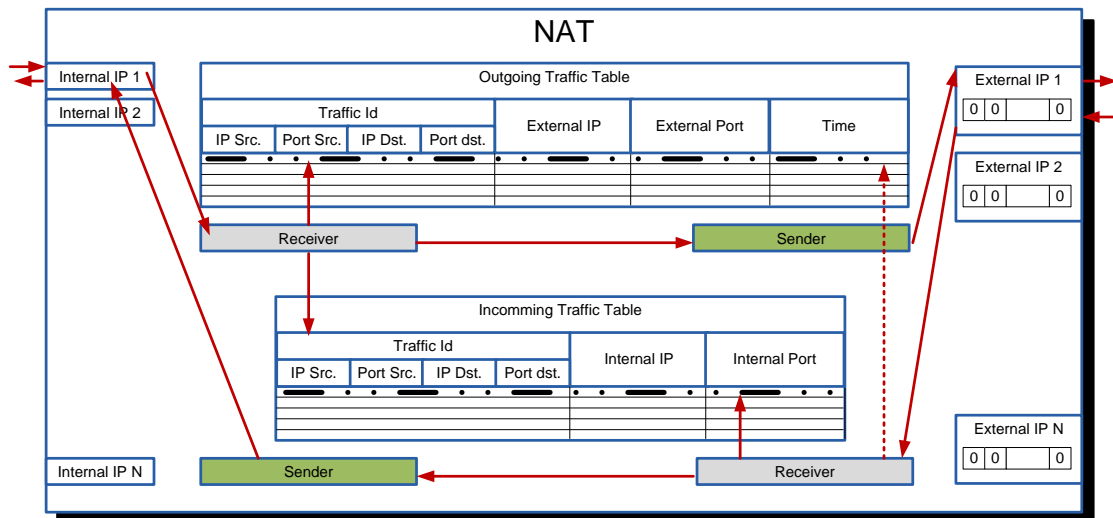 NAT
Internal IP 1
Internal IP 2
Outgoing Traffic Table
Traffic Id
External IP
External Port
Time
IP Src.
Port Src.
IP Dst.
Port dst.
External IP 1
0 0 0
External IP 2
0 0 0
Receiver
Sender
Incomming Traffic Table
Traffic Id
Internal IP
Internal Port
IP Src.
Port Src.
IP Dst.
Port dst.
External IP N
0 0 0
Internal IP N
Sender
Receiver